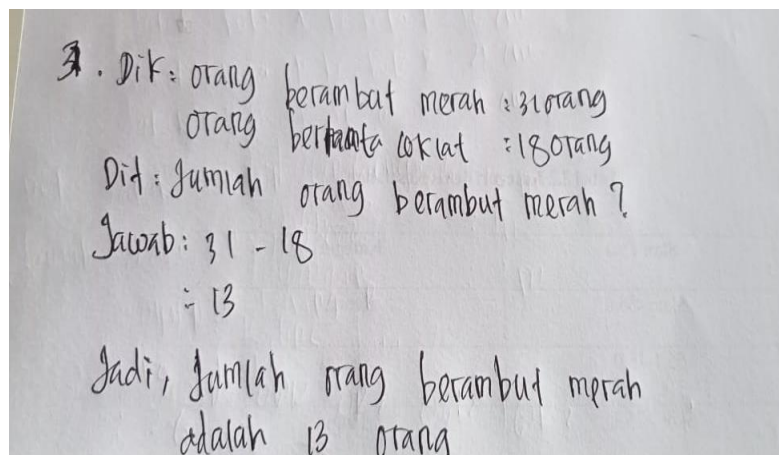 3. Dik: orang berambut merah : 31 orang
orang bermata coklat : 18 orang
Dit: Jumlah orang berambut merah?
Jawab: 31 - 18
= 13
Jadi, Jumlah orang berambut merah
adalah 13 orang